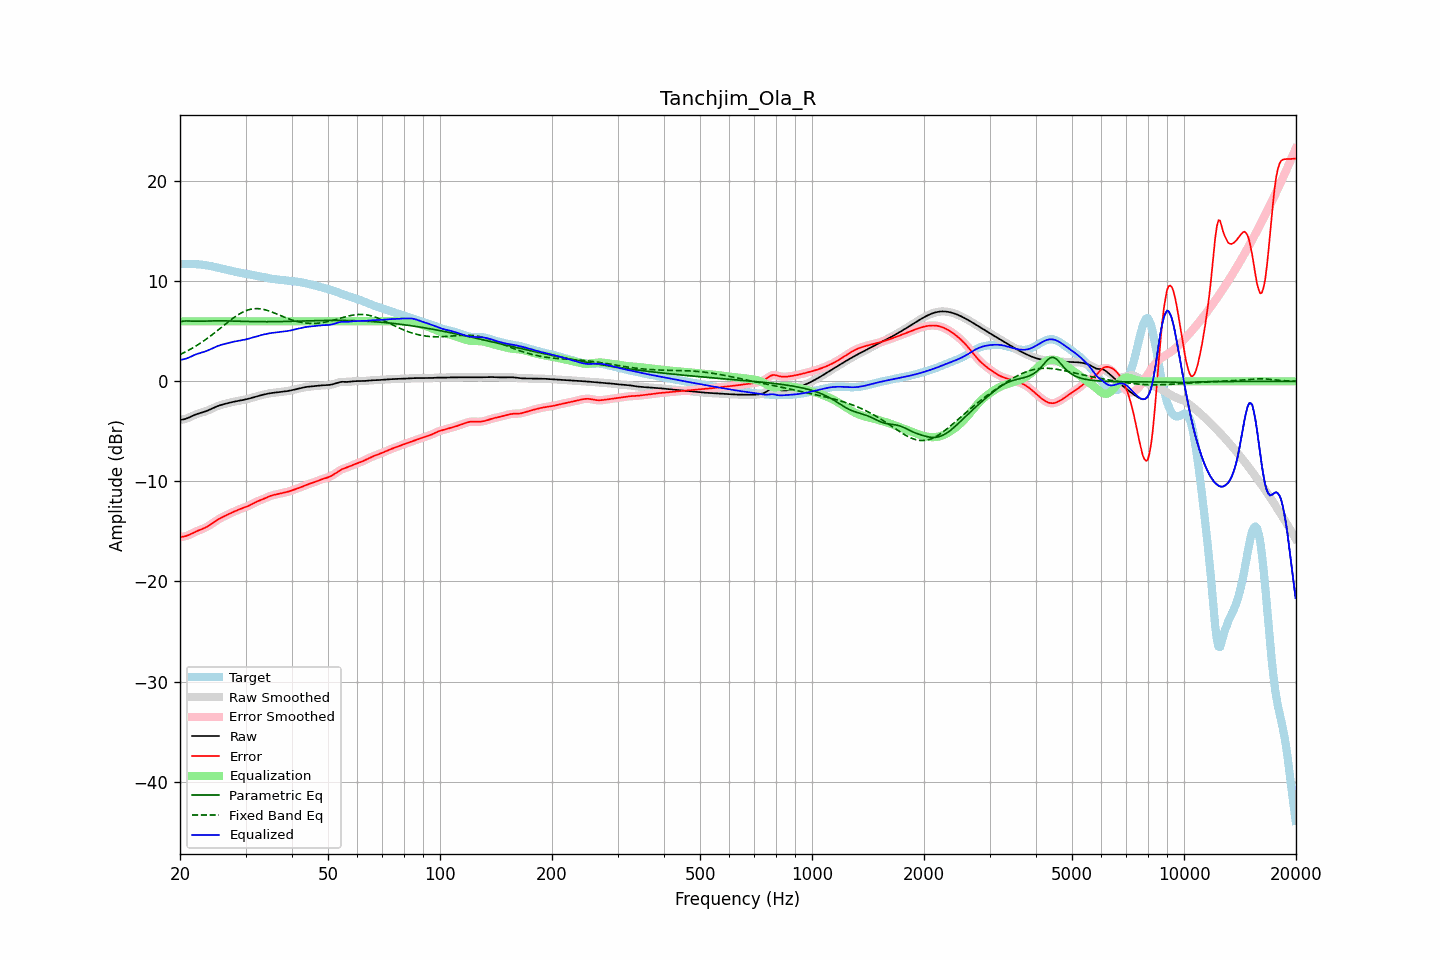 Tanchjim_Ola_R
Amplitude (dBr)
20
10
0
−10
−20
−30
−40
Target
Raw Smoothed
Error Smoothed
Raw
Error
Equalization
Parametric Eq
Fixed Band Eq
Equalized
20 50 100 200 500 1000 2000 5000 10000 20000
Frequency (Hz)